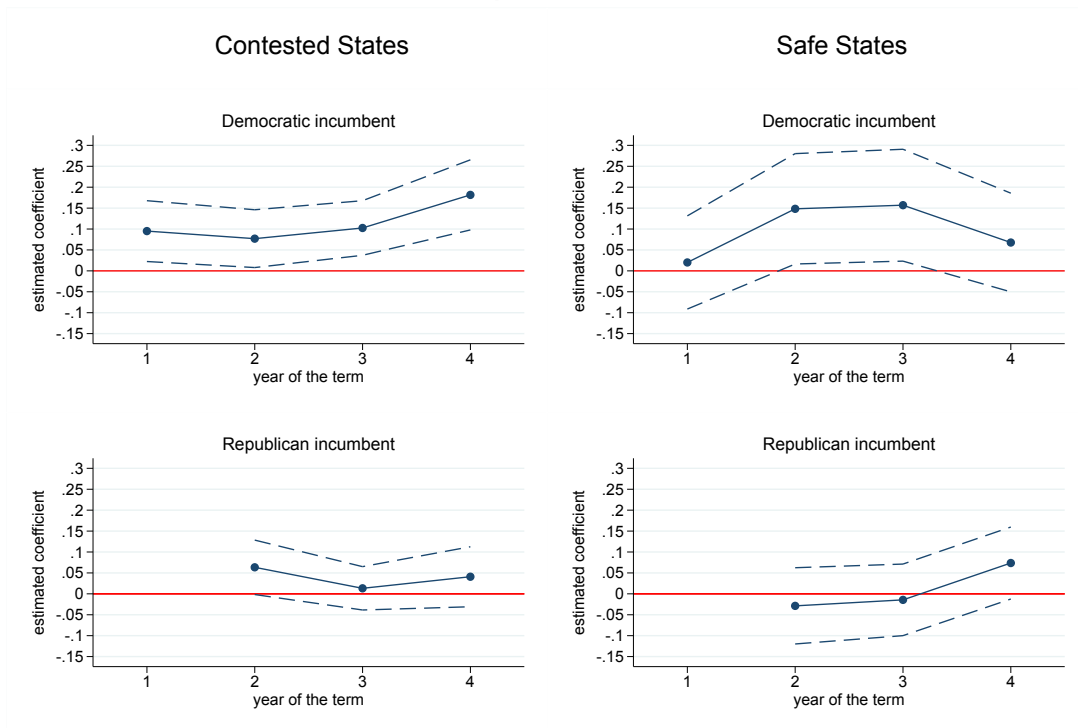 Contested States
Safe States
Democratic incumbent
.3
.25
.2
.15
.1
.05
0
-.05
-.1
-.15
estimated coefficient
1 2 3 4
year of the term
Democratic incumbent
.3
.25
.2
.15
.1
.05
0
-.05
-.1
-.15
estimated coefficient
1 2 3 4
year of the term
Republican incumbent
.3
.25
.2
.15
.1
.05
0
-.05
-.1
-.15
estimated coefficient
1 2 3 4
year of the term
Republican incumbent
.3
.25
.2
.15
.1
.05
0
-.05
-.1
-.15
estimated coefficient
1 2 3 4
year of the term